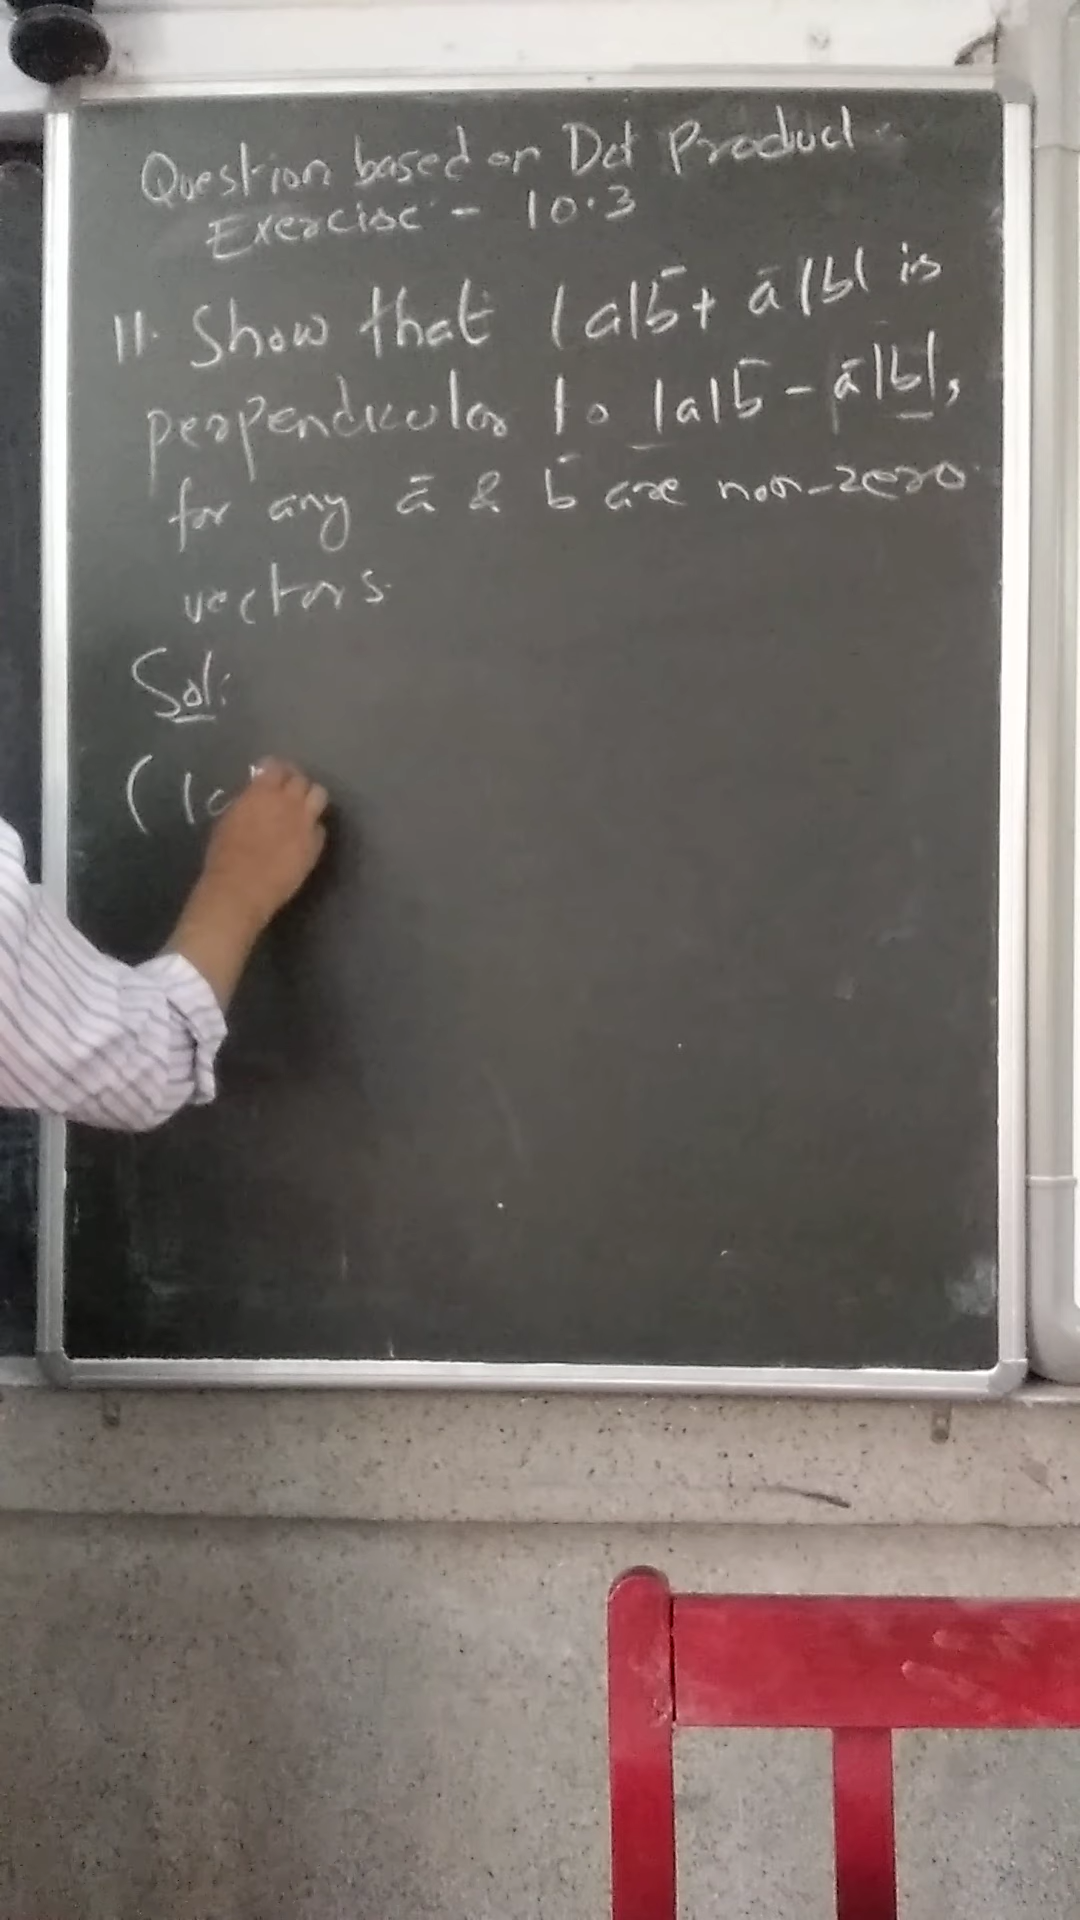 Question based on Dot Product
Exercise - 10.3
11. Show that |a|b̄ + ā|b| is
perpendicular to |a|b̄ - ā|b|,
for any ā & b̄ are non-zero
vectors.
Sol:
(|a